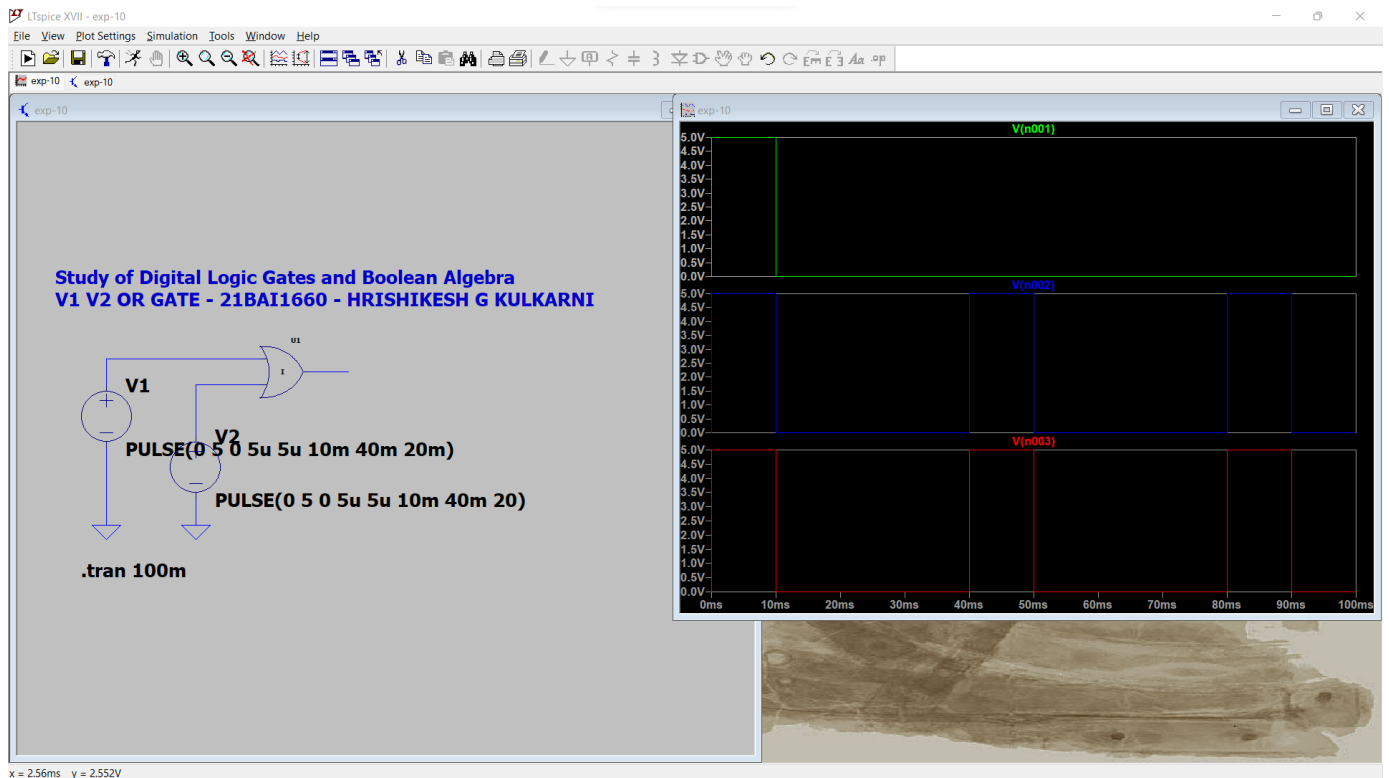 LTspice XVII - exp-10
File View Plot Settings Simulation Tools Window Help
exp-10 exp-10
exp-10
Study of Digital Logic Gates and Boolean Algebra
V1 V2 OR GATE - 21BAI1660 - HRISHIKESH G KULKARNI
U1
I
V1
V2
PULSE(0 5 0 5u 5u 10m 40m 20m)
PULSE(0 5 0 5u 5u 10m 40m 20)
.tran 100m
exp-10
V(n001)
5.0V
4.5V
4.0V
3.5V
3.0V
2.5V
2.0V
1.5V
1.0V
0.5V
0.0V
V(n002)
5.0V
4.5V
4.0V
3.5V
3.0V
2.5V
2.0V
1.5V
1.0V
0.5V
0.0V
V(n003)
5.0V
4.5V
4.0V
3.5V
3.0V
2.5V
2.0V
1.5V
1.0V
0.5V
0.0V
0ms 10ms 20ms 30ms 40ms 50ms 60ms 70ms 80ms 90ms 100ms
x = 2.56ms y = 2.552V